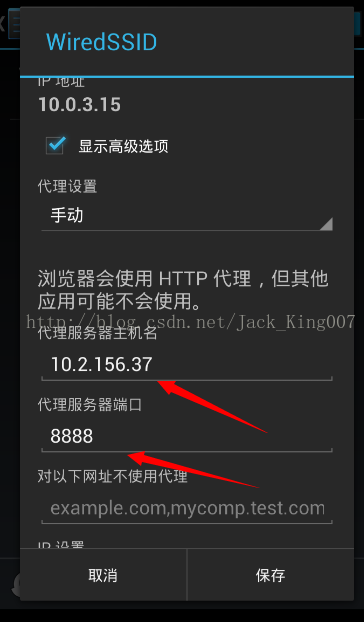 WiredSSID
IP 地址
10.0.3.15
显示高级选项
代理设置
手动
浏览器会使用 HTTP 代理，但其他
应用可能不会使用。
http://blog.csdn.net/Jack_King007
代理服务器主机名
10.2.156.37
代理服务器端口
8888
对以下网址不使用代理
example.com,mycomp.test.com
IP 设置
取消
保存